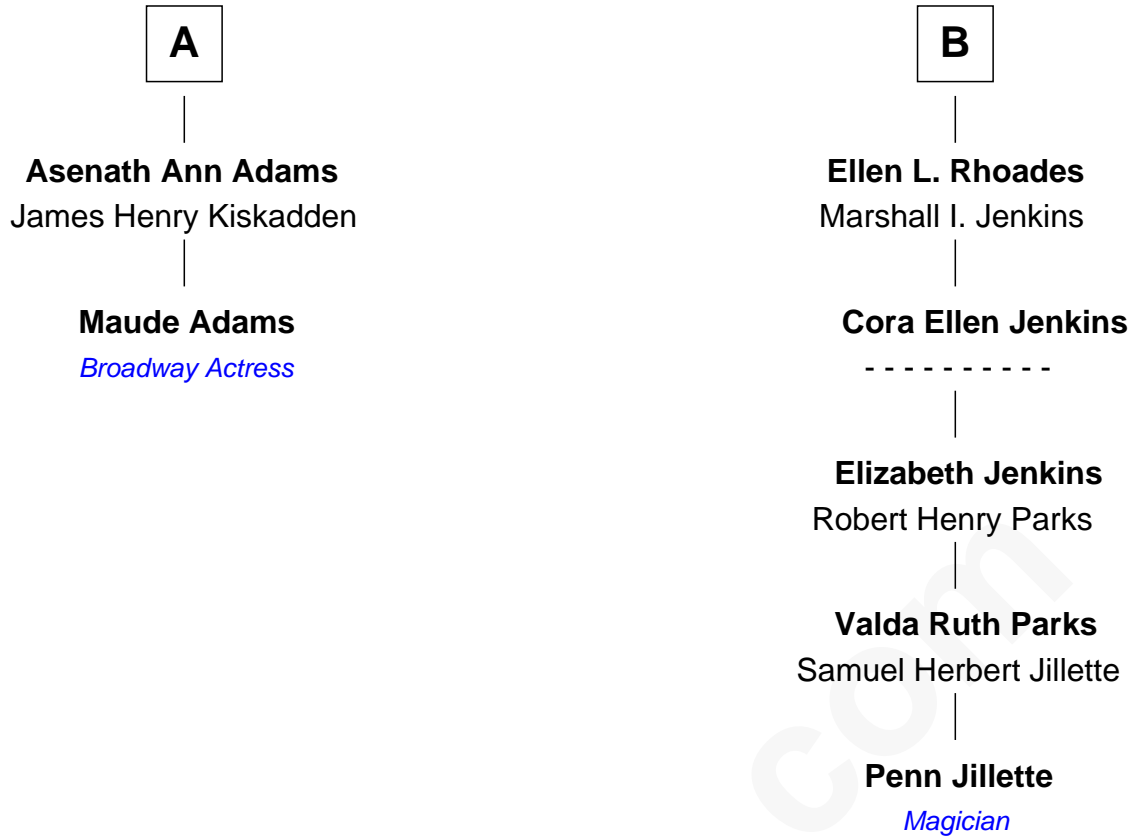 A
Asenath Ann Adams
James Henry Kiskadden
Maude Adams
Broadway Actress
B
Ellen L. Rhoades
Marshall I. Jenkins
Cora Ellen Jenkins
- - - - - - - - - -
Elizabeth Jenkins
Robert Henry Parks
Valda Ruth Parks
Samuel Herbert Jillette
Penn Jillette
Magician
com